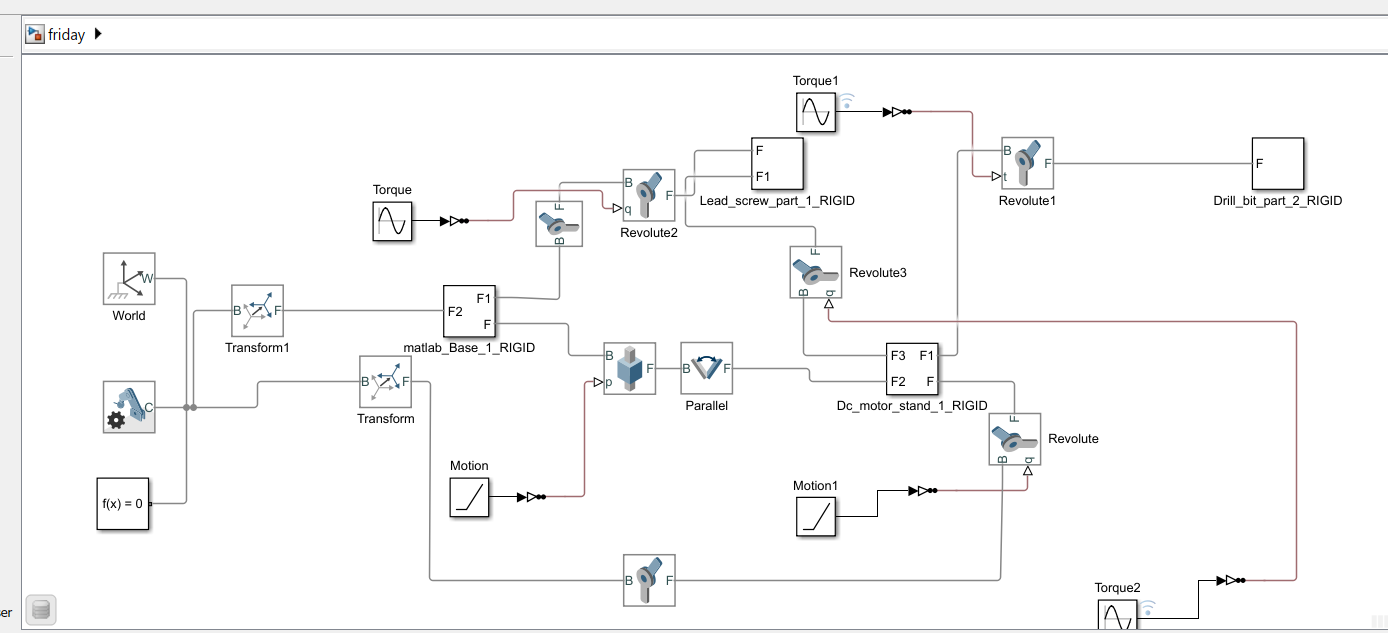 friday
Torque1
B
F
t
Revolute1
F
Drill_bit_part_2_RIGID
F
F1
Lead_screw_part_1_RIGID
Torque
B
F
q
Revolute2
F
B
F
B
q
Revolute3
W
World
B
F
Transform1
F1
F2
F
matlab_Base_1_RIGID
B
F
p
B
F
Parallel
F3
F1
F2
F
Dc_motor_stand_1_RIGID
C
B
F
Transform
F
B
q
Revolute
Motion
Motion1
f(x) = 0
B
F
Torque2
ser